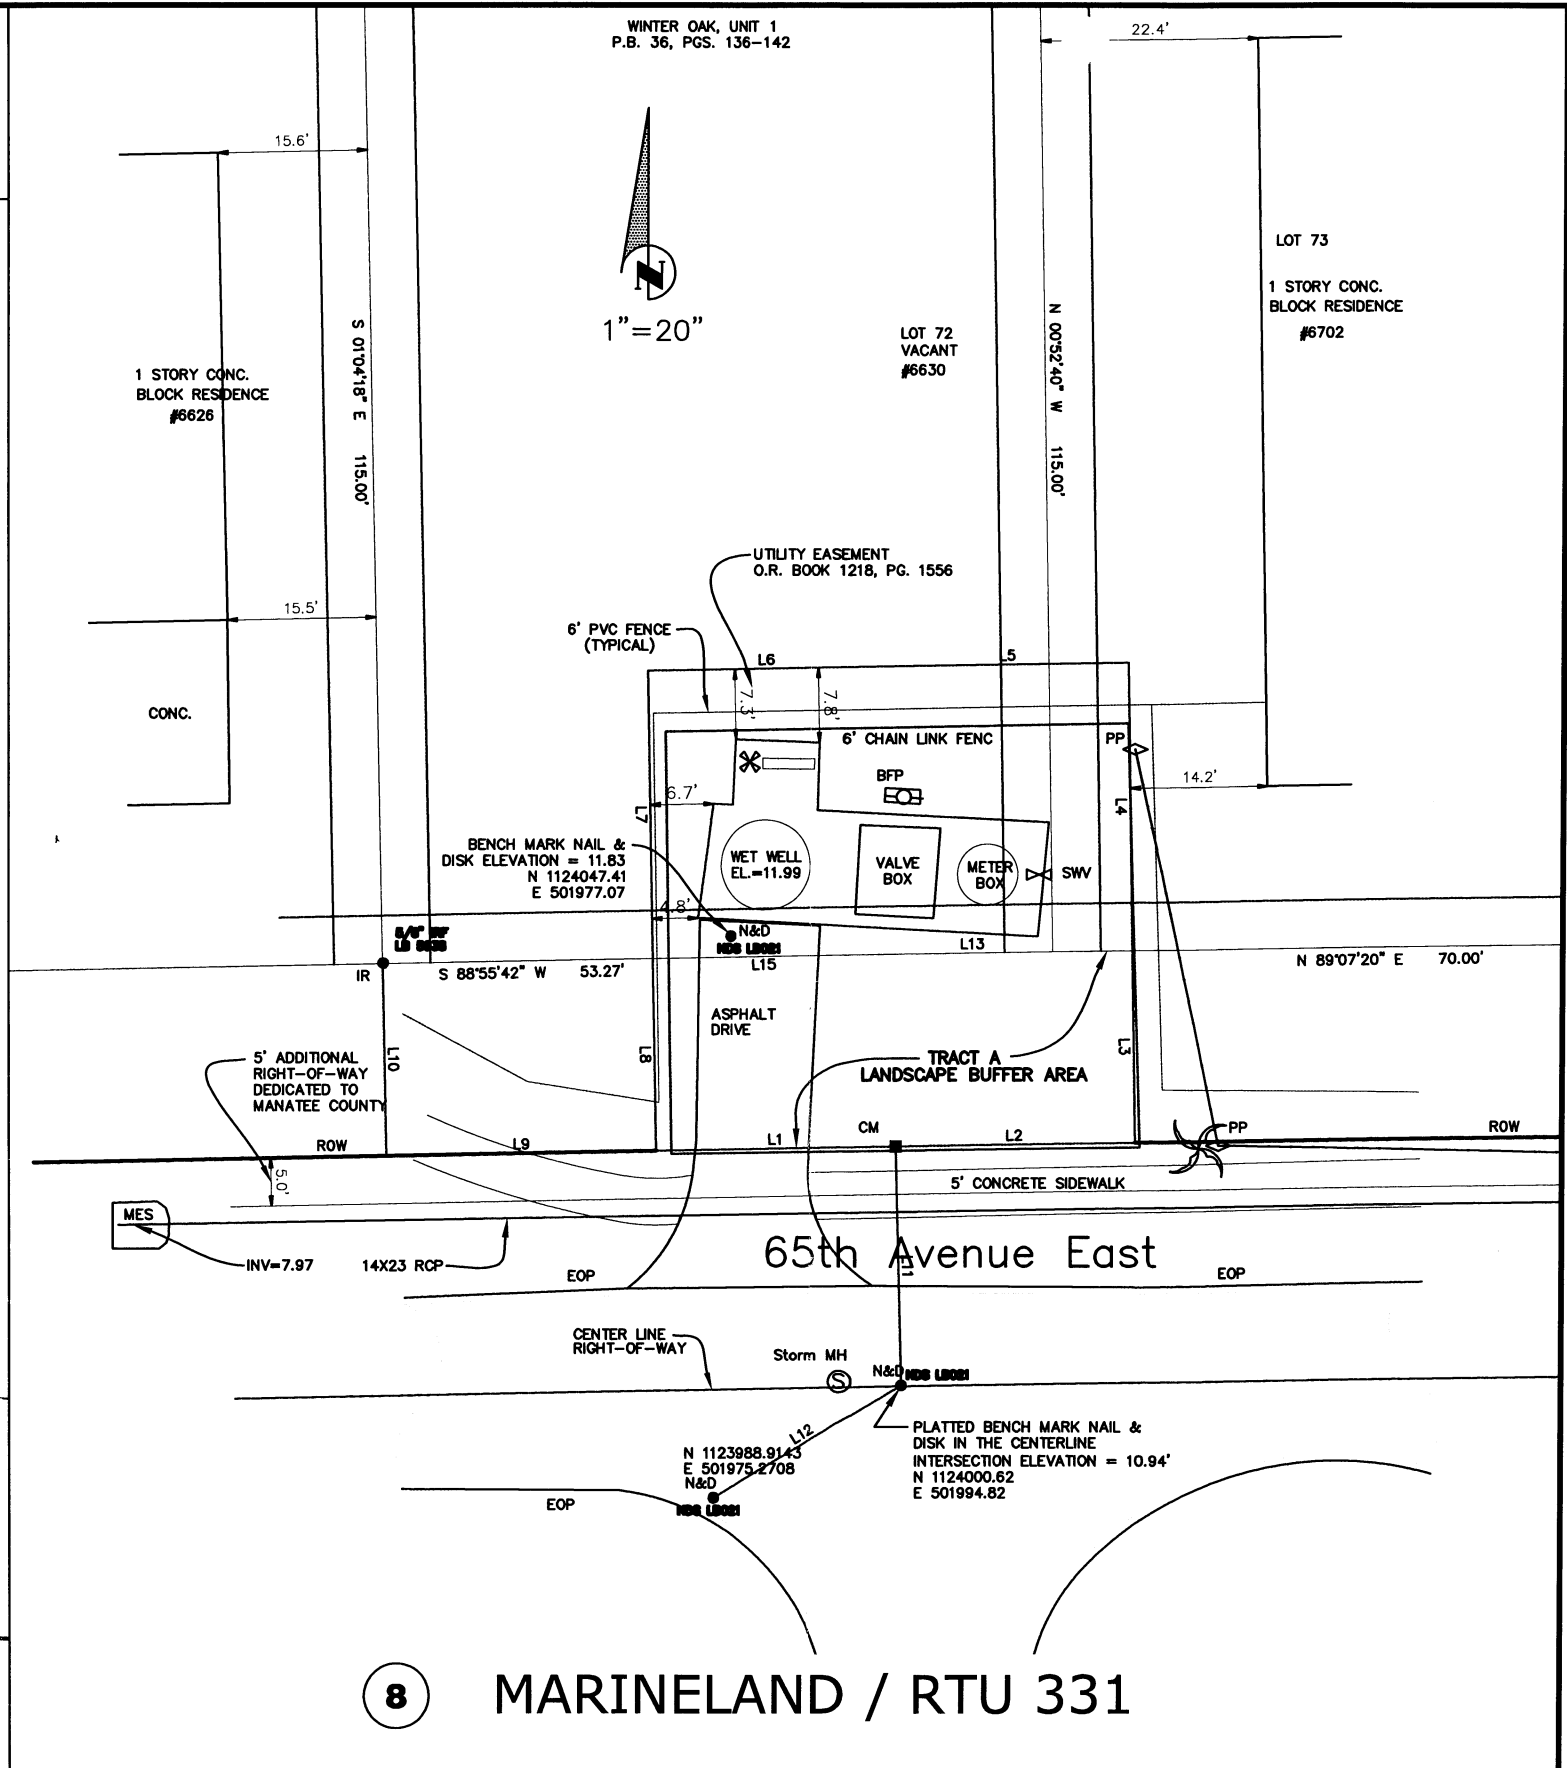 WINTER OAK, UNIT 1
P.B. 36, PGS. 136-142
22.4'
15.6'
LOT 73
1 STORY CONC.
BLOCK RESIDENCE
#6702
N
1"=20"
LOT 72
VACANT
#6630
S 01°04'18" E 115.00'
N 00°52'40" W 115.00'
1 STORY CONC.
BLOCK RESIDENCE
#6626
UTILITY EASEMENT
O.R. BOOK 1218, PG. 1556
15.5'
6' PVC FENCE
(TYPICAL)
L6
L5
CONC.
7.3'
7.8'
6' CHAIN LINK FENC
PP
BFP
14.2'
6.7'
L7
L4
BENCH MARK NAIL &
DISK ELEVATION = 11.83
N 1124047.41
E 501977.07
WET WELL
EL.=11.99
VALVE
BOX
METER
BOX
SWV
4.8'
5/8" IRF
N&D
NDS LB021
L13
IR
S 88°55'42" W 53.27'
L15
N 89°07'20" E 70.00'
ASPHALT
DRIVE
L10
L8
L3
5' ADDITIONAL
RIGHT-OF-WAY
DEDICATED TO
MANATEE COUNTY
TRACT A
LANDSCAPE BUFFER AREA
CM
PP
ROW
L9
L1
L2
ROW
5.0'
5' CONCRETE SIDEWALK
MES
INV=7.97
14X23 RCP
65th Avenue East
L11
EOP
EOP
CENTER LINE
RIGHT-OF-WAY
Storm MH
S
N&D
NDS LB021
L12
PLATTED BENCH MARK NAIL &
DISK IN THE CENTERLINE
INTERSECTION ELEVATION = 10.94'
N 1124000.62
E 501994.82
N 1123988.9143
E 501975.2708
N&D
NDS LB021
EOP
8 MARINELAND / RTU 331